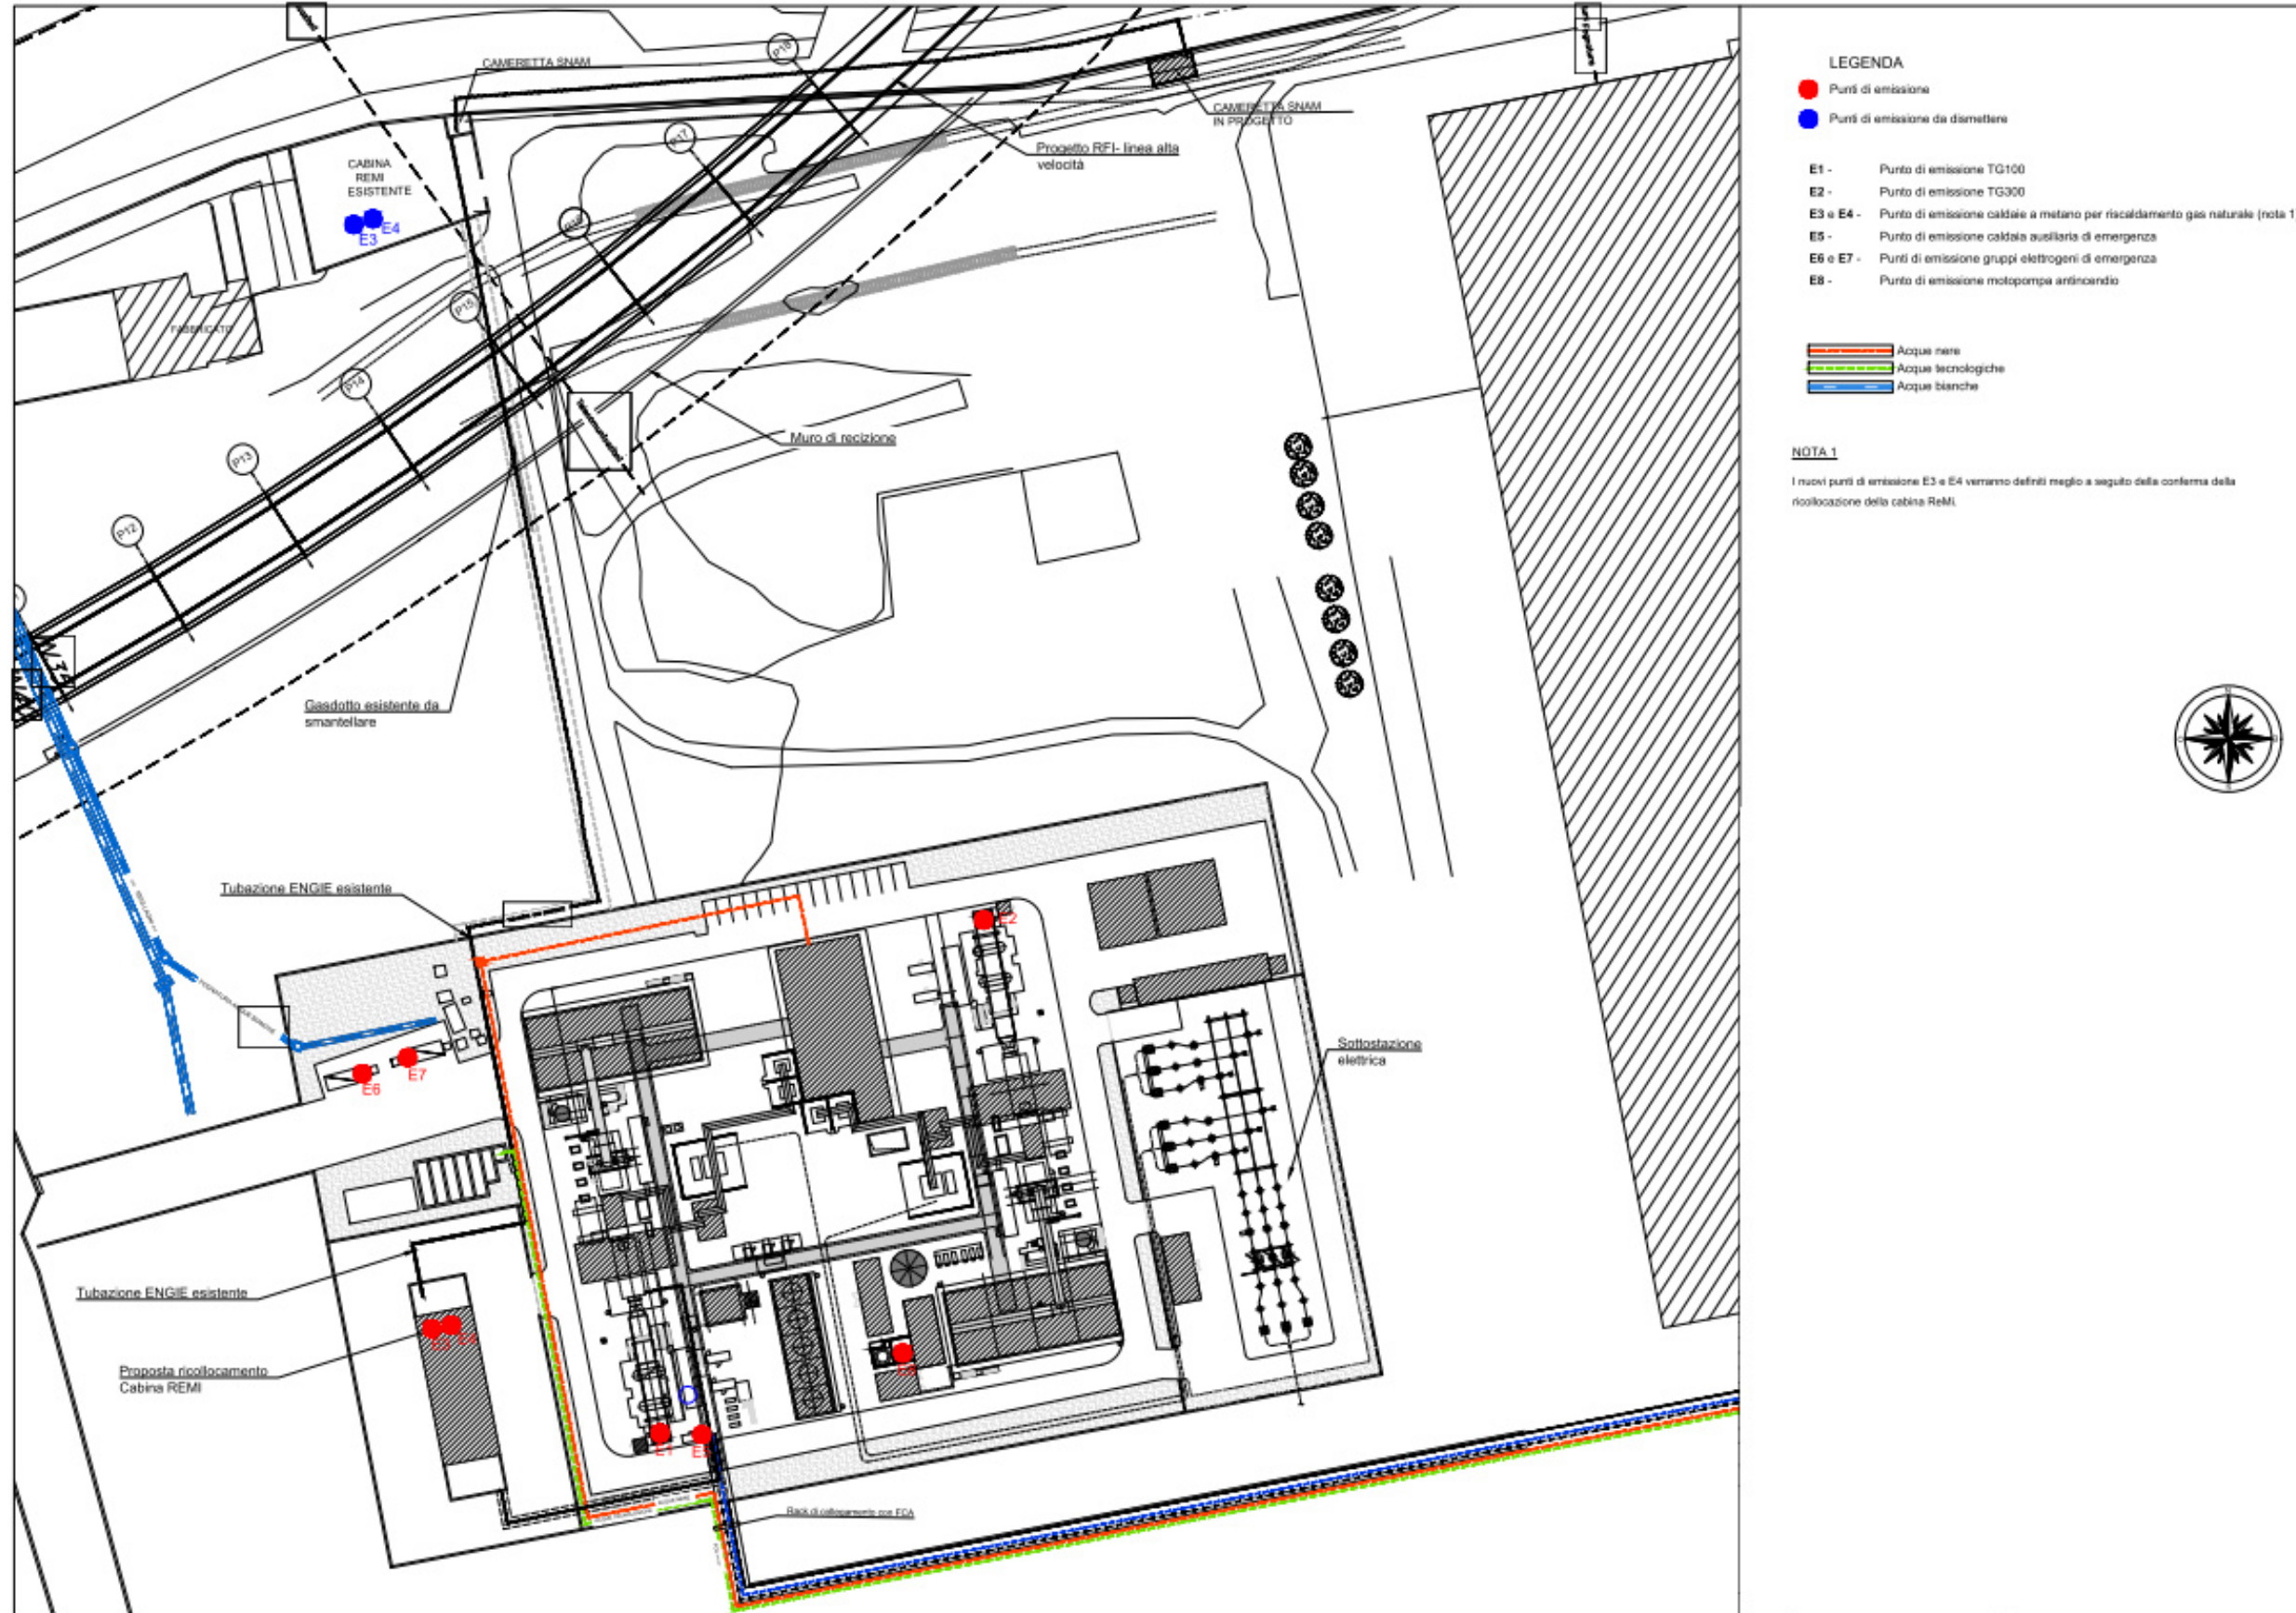 CAMERETTA SNAM
P18
CAMERETTA SNAM
IN PROGETTO
P17
Progetto RFI- linea alta
velocità
CABINA
REMI
ESISTENTE
E3
E4
P16
P15
FABBRICATO
P14
Muro di recizione
P13
P12
Gasdotto esistente da
smantellare
Tubazione ENGIE esistente
E2
Sottostazione
elettrica
E6
E7
Tubazione ENGIE esistente
E3
E4
Proposta ricollocamento
Cabina REMI
E8
E1
E5
Rack di collegamento con FCA
LEGENDA
Punti di emissione
Punti di emissione da dismettere
E1 - Punto di emissione TG100
E2 - Punto di emissione TG300
E3 e E4 - Punto di emissione caldaie a metano per riscaldamento gas naturale (nota 1
E5 - Punto di emissione caldaia ausiliaria di emergenza
E6 e E7 - Punti di emissione gruppi elettrogeni di emergenza
E8 - Punto di emissione motopompa antincendio
Acque nere
Acque tecnologiche
Acque bianche
NOTA 1
I nuovi punti di emissione E3 e E4 verranno definiti meglio a seguito della conferma della
ricollocazione della cabina ReMi.